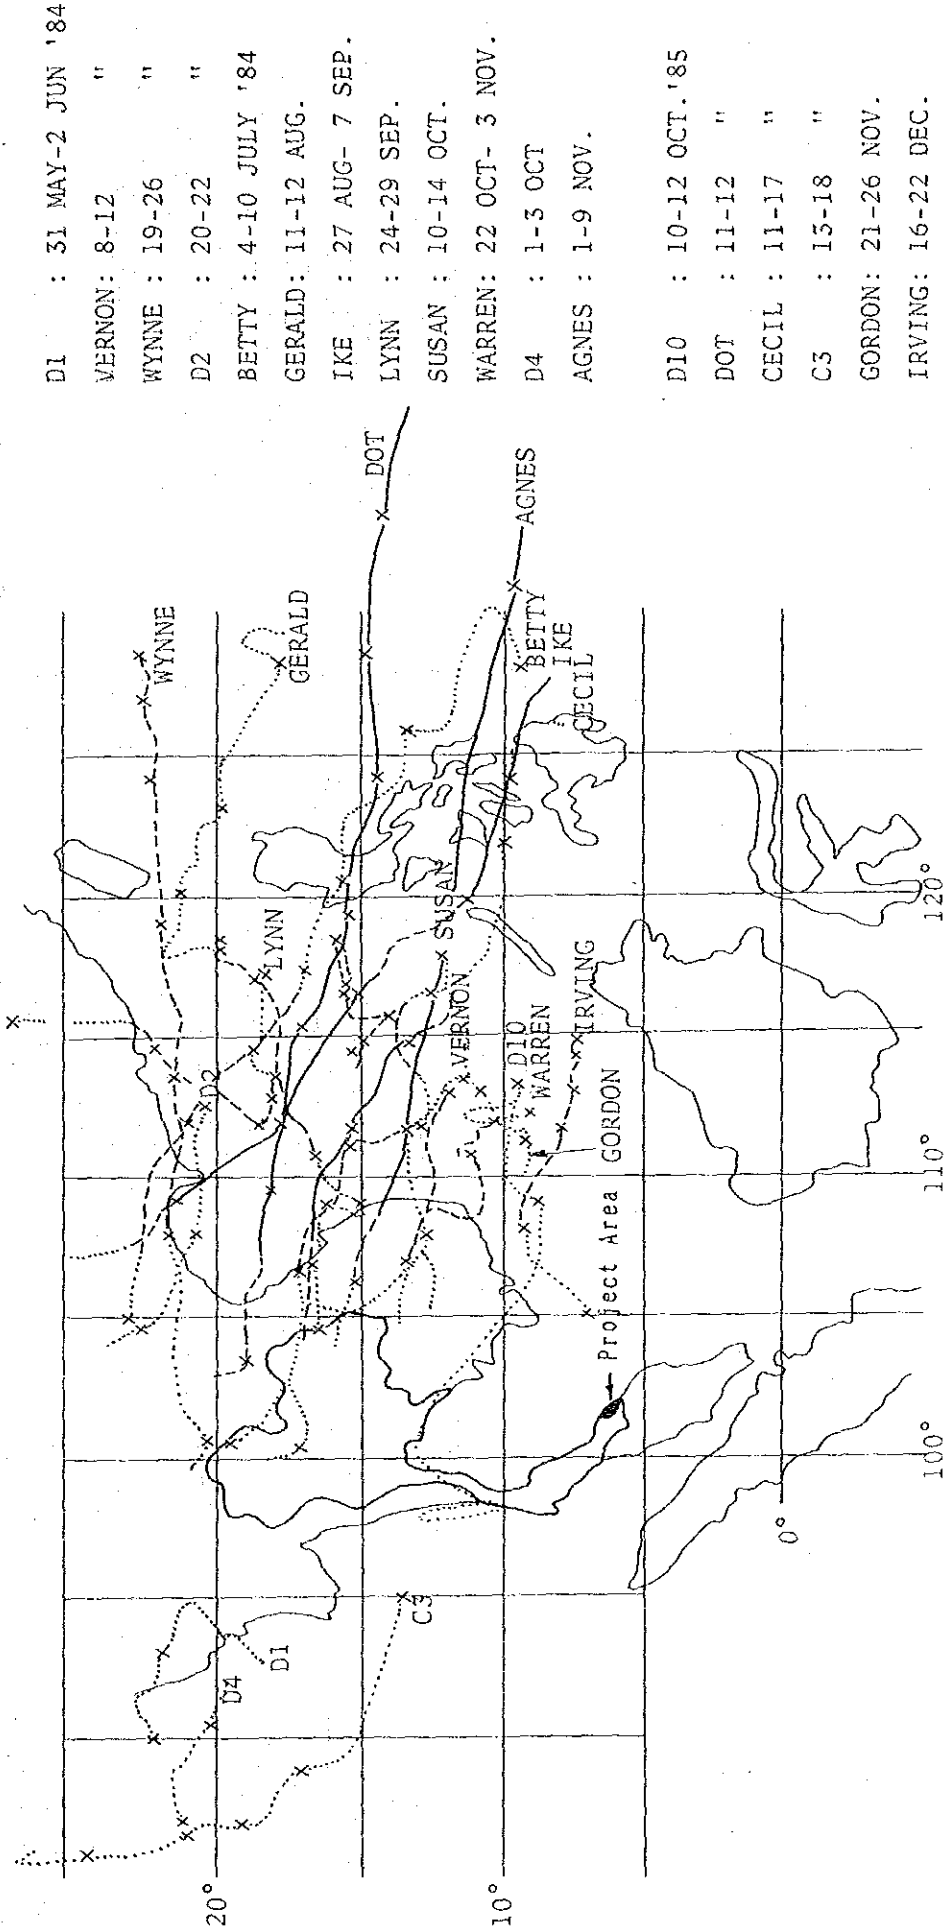 D1 : 31 MAY-2 JUN '84
VERNON: 8-12 "
WYNNE : 19-26 "
D2 : 20-22 "
BETTY : 4-10 JULY '84
GERALD: 11-12 AUG.
IKE : 27 AUG- 7 SEP.
LYNN : 24-29 SEP.
SUSAN : 10-14 OCT.
WARREN: 22 OCT- 3 NOV.
D4 : 1-3 OCT
AGNES : 1-9 NOV.
D10 : 10-12 OCT.'85
DOT : 11-12 "
CECIL : 11-17 "
C3 : 13-18 "
GORDON: 21-26 NOV.
IRVING: 16-22 DEC.
WYNNE
GERALD
DOT
AGNES
BETTY
IKE
CECIL
LYNN
SUSAN
VERNON
D2
D10
WARREN
IRVING
GORDON
Project Area
C3
D1
D4
20°
10°
0°
100°
110°
120°